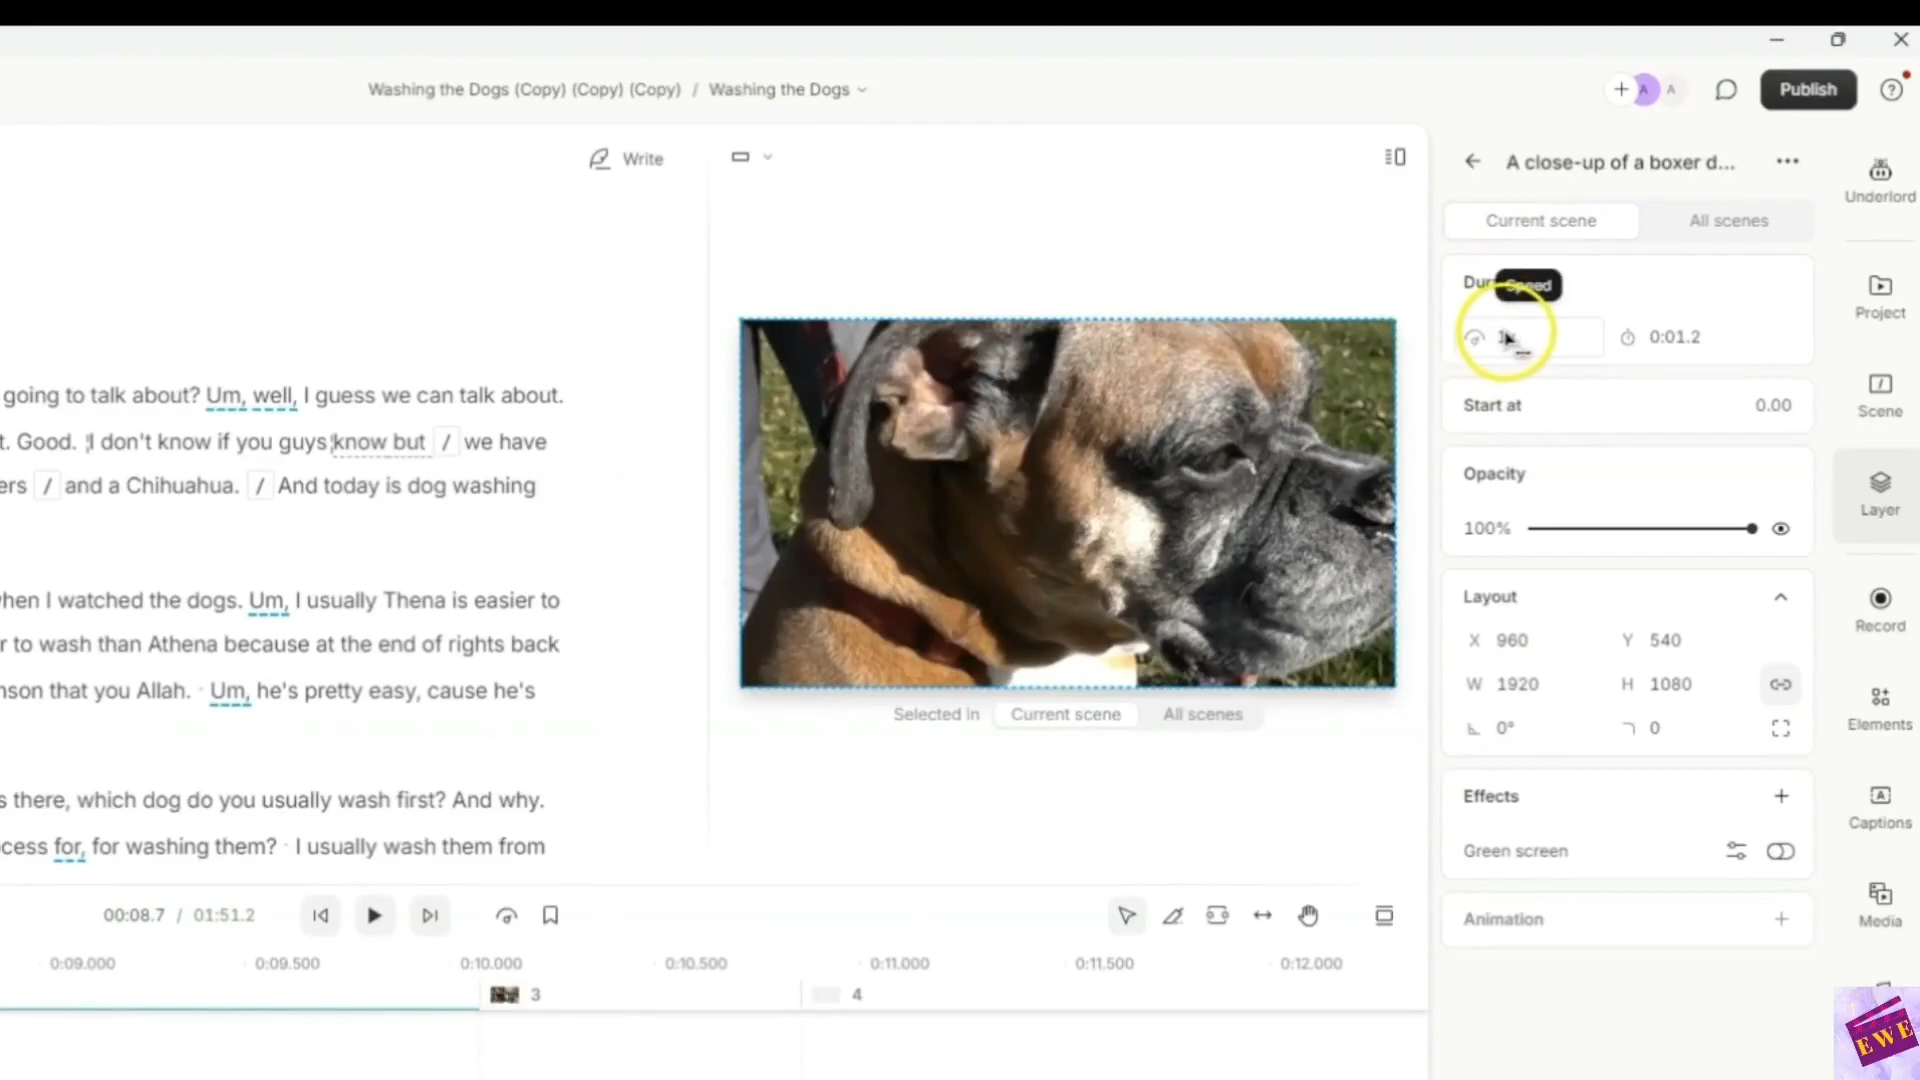 Washing the Dogs (Copy) (Copy) (Copy) / Washing the Dogs
A A
Publish
?
Write
A close-up of a boxer d...
Current scene
All scenes
Speed
0:01.2
Start at
0.00
Opacity
100%
Layout
X 960
Y 540
W 1920
H 1080
0°
0
Effects
Green screen
Animation
Underlord
Project
Scene
Layer
Record
Elements
Captions
Media
going to talk about? Um, well, I guess we can talk about.
t. Good. I don't know if you guys know but / we have
ers / and a Chihuahua. / And today is dog washing
when I watched the dogs. Um, I usually Thena is easier to
r to wash than Athena because at the end of rights back
nson that you Allah. Um, he's pretty easy, cause he's
s there, which dog do you usually wash first? And why.
cess for, for washing them? I usually wash them from
Selected in
Current scene
All scenes
00:08.7 / 01:51.2
0:09.000
0:09.500
0:10.000
0:10.500
0:11.000
0:11.500
0:12.000
3
4
EWE